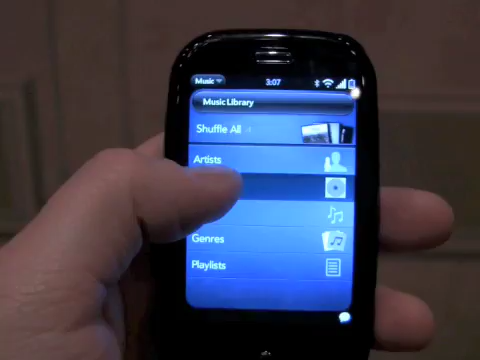 Music 3:07
Music Library
Shuffle All
Artists
Genres
Playlists